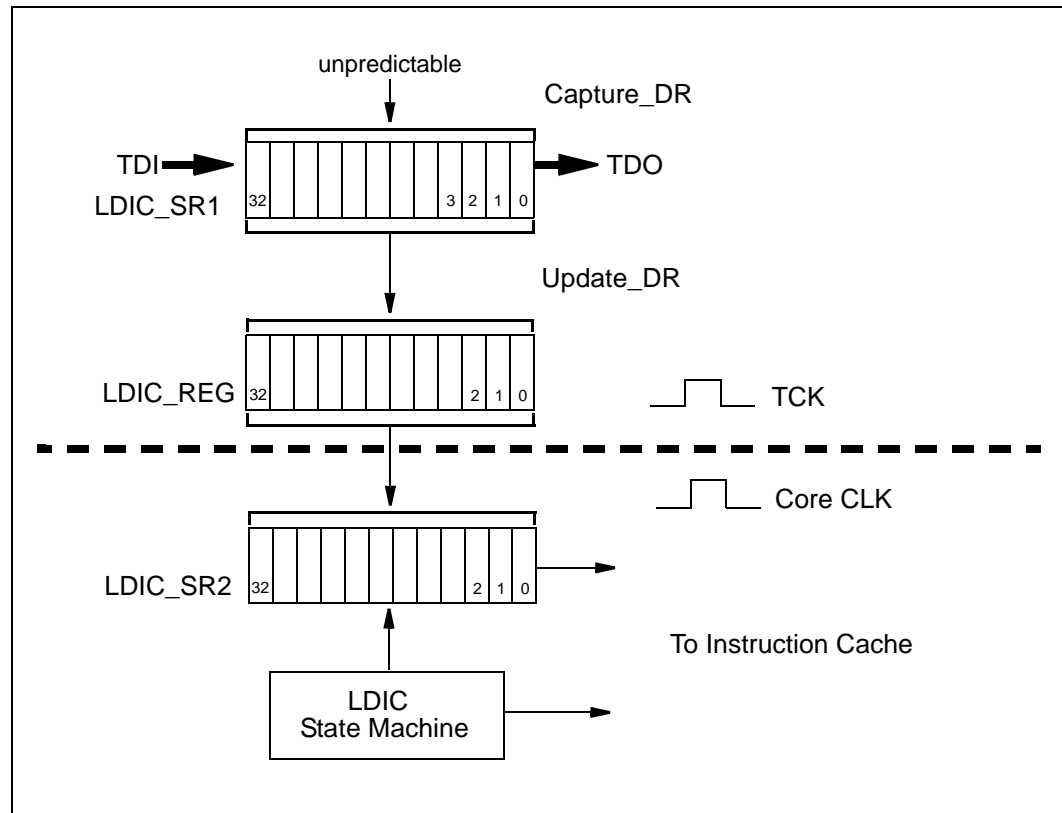 unpredictable
Capture_DR
TDI
TDO
32 3 2 1 0
LDIC_SR1
Update_DR
LDIC_REG
32 2 1 0
TCK
Core CLK
LDIC_SR2
32 2 1 0
To Instruction Cache
LDIC
State Machine